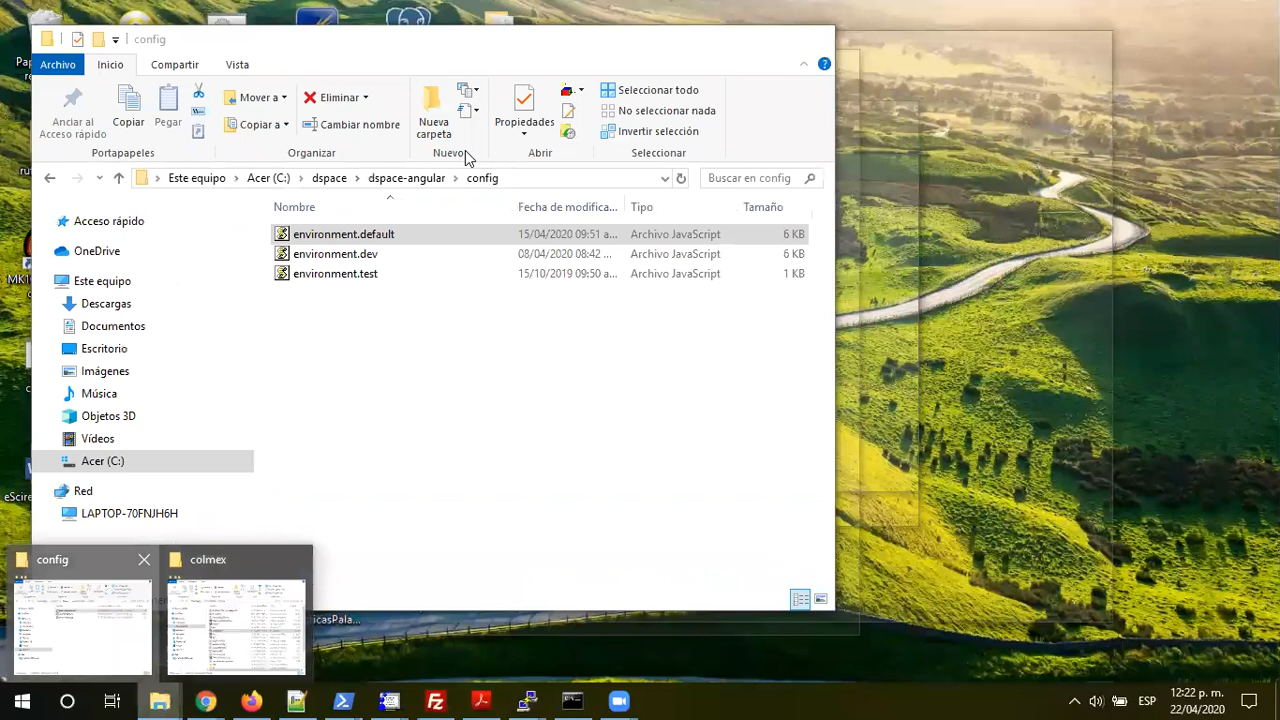 config
Archivo Inicio Compartir Vista
Anclar al Acceso rápido
Copiar
Pegar
Mover a
Copiar a
Eliminar
Cambiar nombre
Nueva carpeta
Propiedades
Seleccionar todo
No seleccionar nada
Invertir selección
Portapapeles Organizar Nuevo Abrir Seleccionar
Este equipo > Acer (C:) > dspace > dspace-angular > config
Buscar en config
Nombre Fecha de modifica... Tipo Tamaño
environment.default 15/04/2020 09:51 a... Archivo JavaScript 6 KB
environment.dev 08/04/2020 08:42 ... Archivo JavaScript 6 KB
environment.test 15/10/2019 09:50 a... Archivo JavaScript 1 KB
Acceso rápido
OneDrive
Este equipo
Descargas
Documentos
Escritorio
Imágenes
Música
Objetos 3D
Vídeos
Acer (C:)
Red
LAPTOP-70FNJH6H
config
colmex
ticasPala...
eScire
ESP
12:22 p. m.
22/04/2020